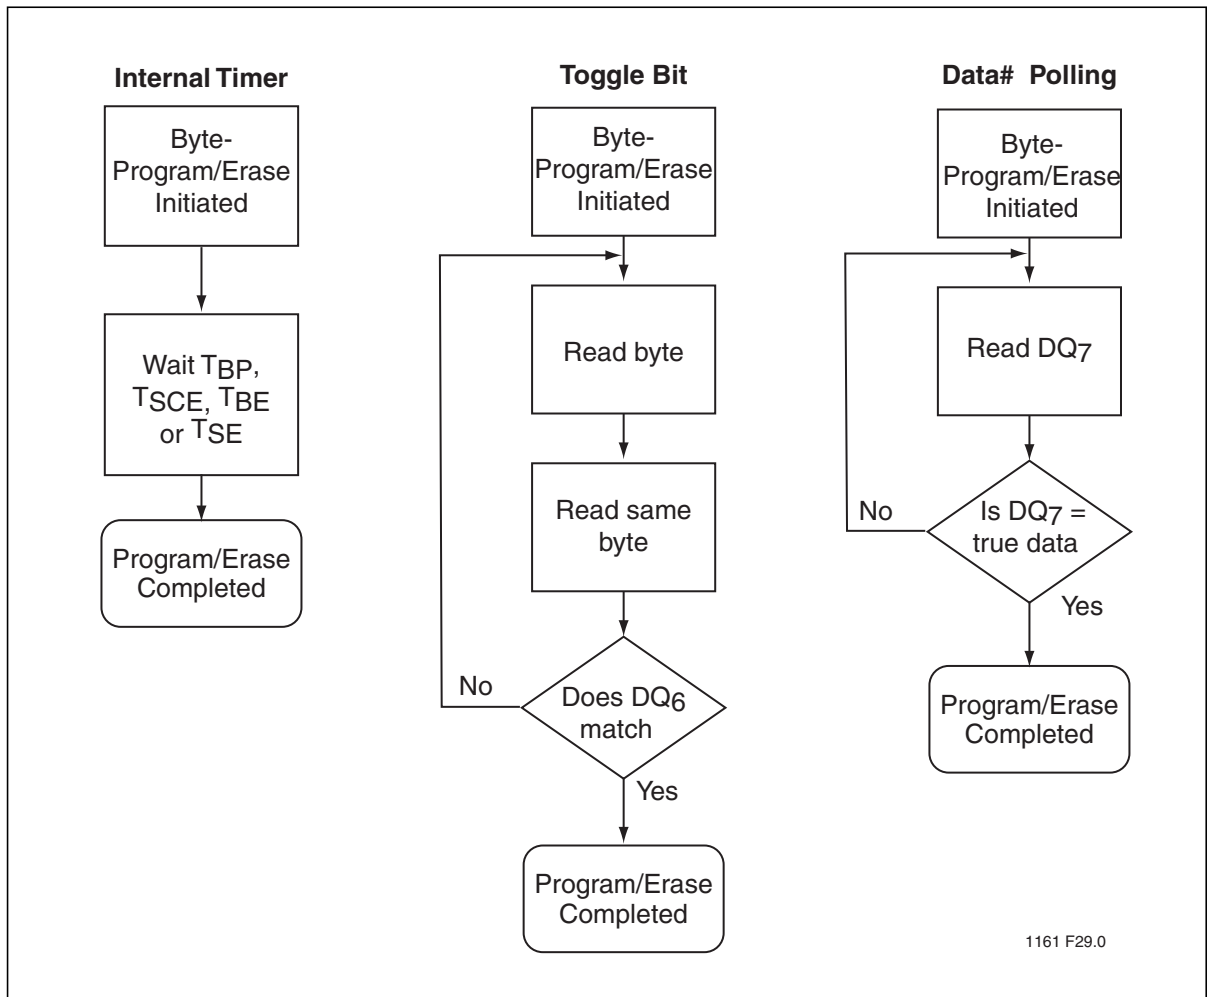 Internal Timer
Byte-
Program/Erase
Initiated
Wait TBP,
TSCE, TBE
or TSE
Program/Erase
Completed
Toggle Bit
Byte-
Program/Erase
Initiated
Read byte
Read same
byte
Does DQ6
match
No
Yes
Program/Erase
Completed
Data# Polling
Byte-
Program/Erase
Initiated
Read DQ7
Is DQ7 =
true data
No
Yes
Program/Erase
Completed
1161 F29.0